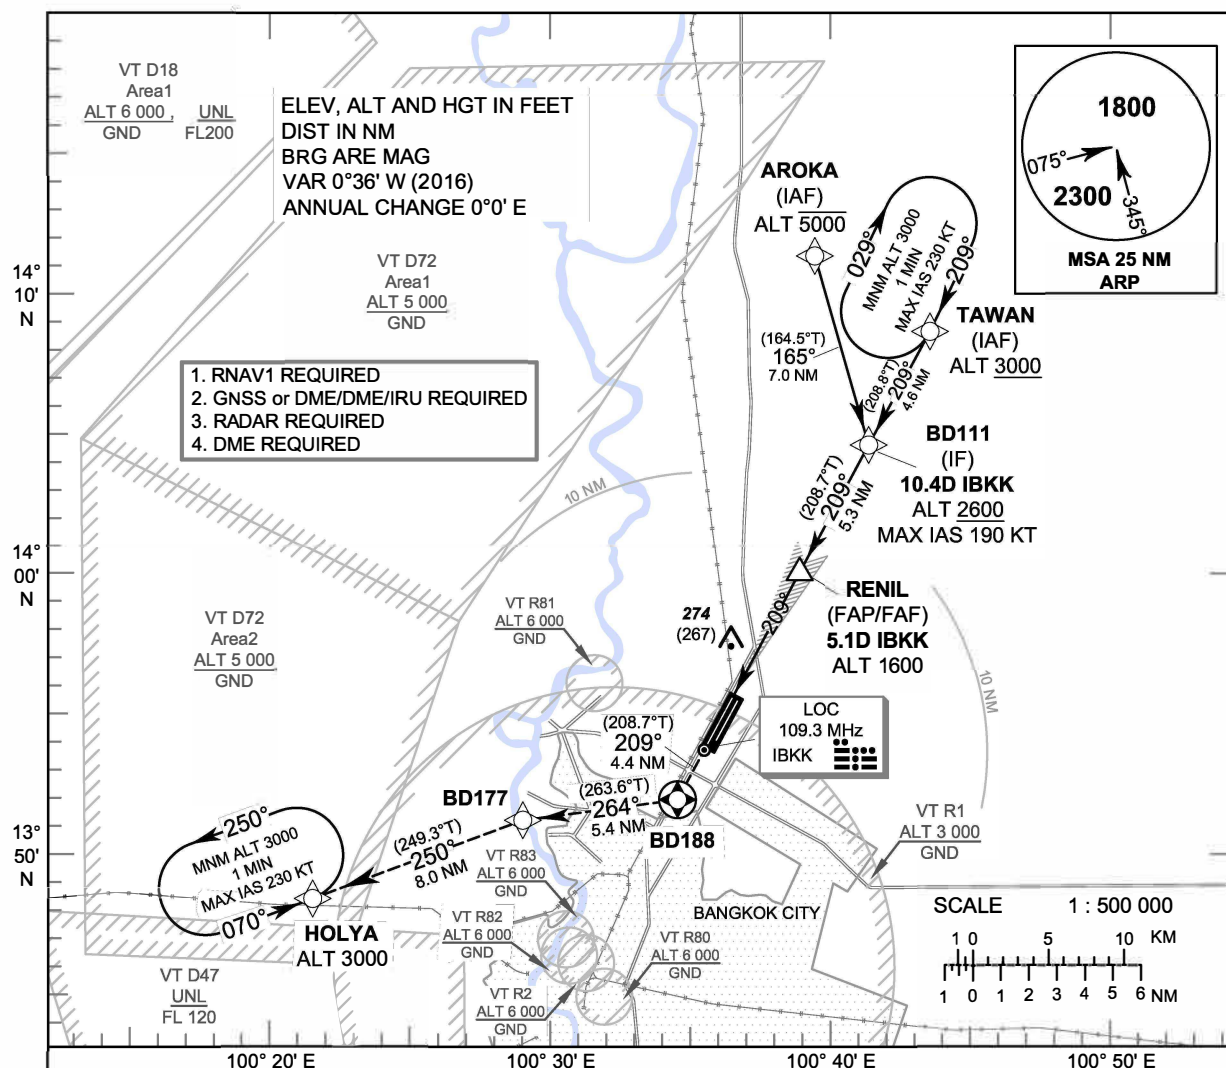 VT D18
Area1
ALT 6 000 , UNL
GND FL200
ELEV, ALT AND HGT IN FEET
DIST IN NM
BRG ARE MAG
VAR 0°36' W (2016)
ANNUAL CHANGE 0°0' E
1800
075°
2300
345°
MSA 25 NM
ARP
AROKA
(IAF)
ALT 5000
029°
MNM ALT 3000
1 MIN
MAX IAS 230 KT
209°
TAWAN
(IAF)
ALT 3000
VT D72
Area1
ALT 5 000
GND
14°
10'
N
(164.5°T)
165°
7.0 NM
(208.8°T)
209°
4.6 NM
1. RNAV1 REQUIRED
2. GNSS or DME/DME/IRU REQUIRED
3. RADAR REQUIRED
4. DME REQUIRED
BD111
(IF)
10.4D IBKK
ALT 2600
MAX IAS 190 KT
(208.7°T)
209°
5.3 NM
10 NM
14°
00'
N
RENIL
(FAP/FAF)
5.1D IBKK
ALT 1600
209°
VT R81
ALT 6 000
GND
274
(267)
VT D72
Area2
ALT 5 000
GND
10 NM
LOC
109.3 MHz
IBKK
(208.7°T)
209°
4.4 NM
(263.6°T)
264°
5.4 NM
BD177
BD188
(249.3°T)
250°
8.0 NM
250°
MNM ALT 3000
1 MIN
MAX IAS 230 KT
070°
HOLYA
ALT 3000
13°
50'
N
VT R1
ALT 3 000
GND
VT R83
ALT 6 000
GND
VT R82
ALT 6 000
GND
VT R80
ALT 6 000
GND
VT R2
ALT 6 000
GND
BANGKOK CITY
VT D47
UNL
FL 120
SCALE 1 : 500 000
1 0 5 10 KM
1 0 1 2 3 4 5 6 NM
100° 20' E 100° 30' E 100° 40' E 100° 50' E